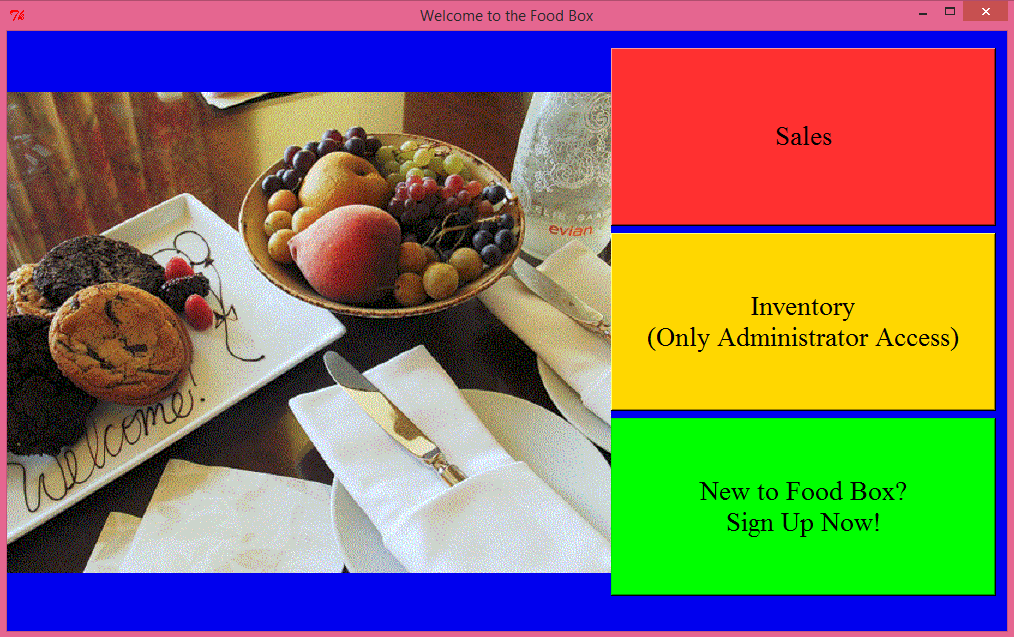 Welcome to the Food Box
Sales
evian
Inventory
(Only Administrator Access)
Welcome!
New to Food Box?
Sign Up Now!